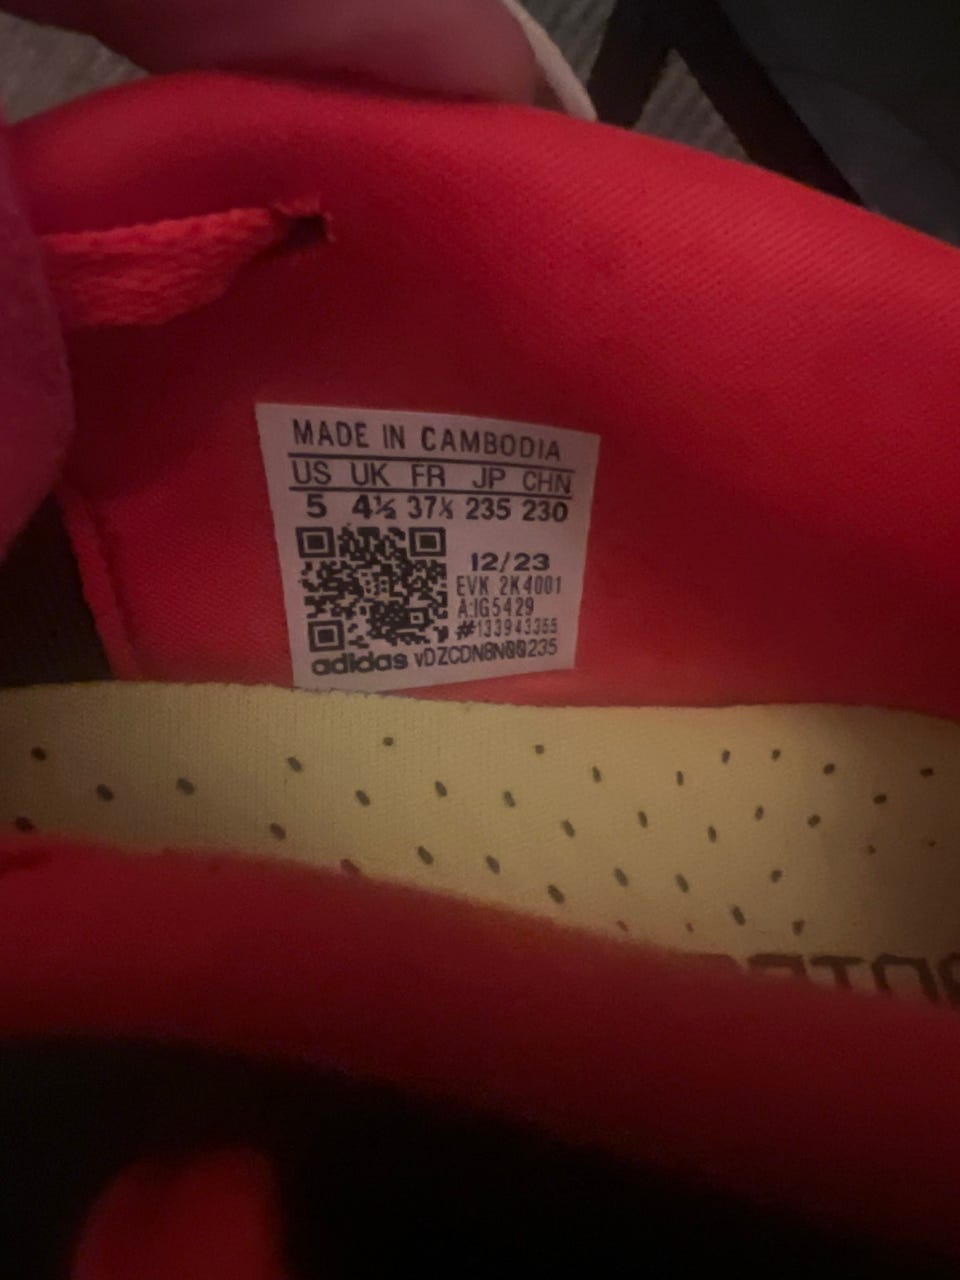 MADE IN CAMBODIA
US UK FR JP CHN
5 4½ 37⅓ 235 230
12/23
EVK 2K4001
A:IG5429
#133943355
adidas vDZCDN8N00235